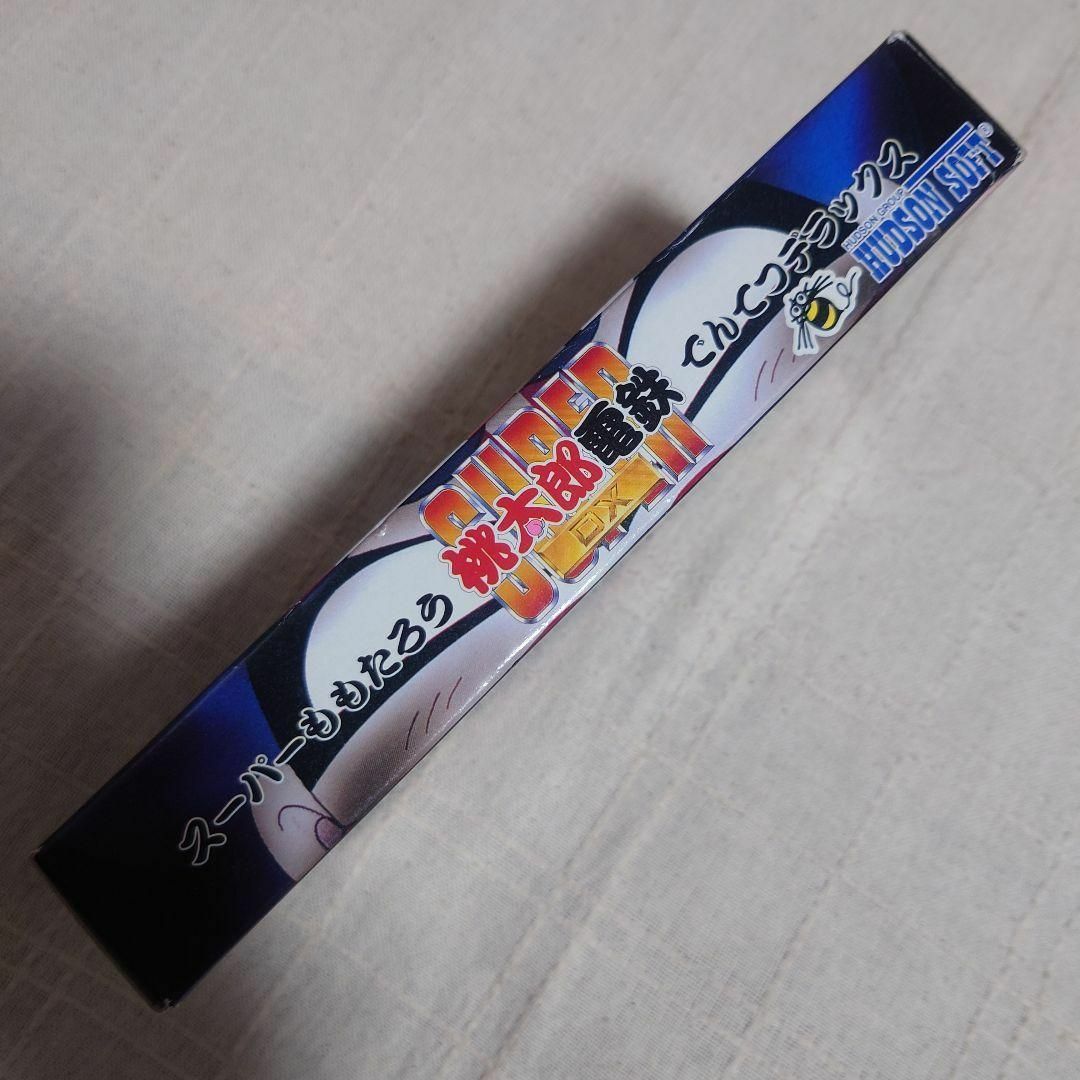 スーパーももたろう
SUPER
桃太郎電鉄
DX
でんてつデラックス
HUDSON GROUP
HUDSON SOFT®